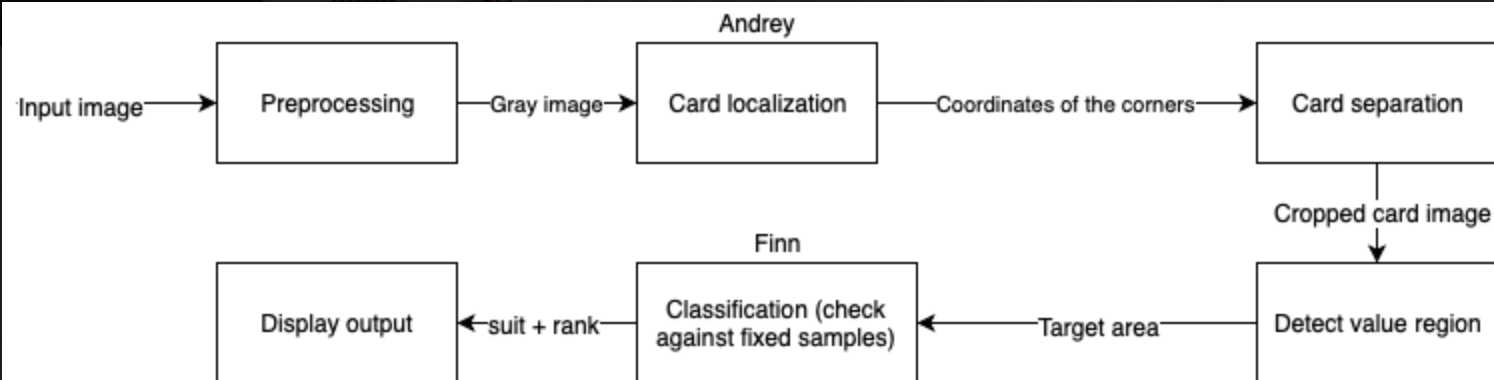 Andrey
Input image
Preprocessing
Gray image
Card localization
Coordinates of the corners
Card separation
Cropped card image
Finn
Display output
suit + rank
Classification (check
against fixed samples)
Target area
Detect value region